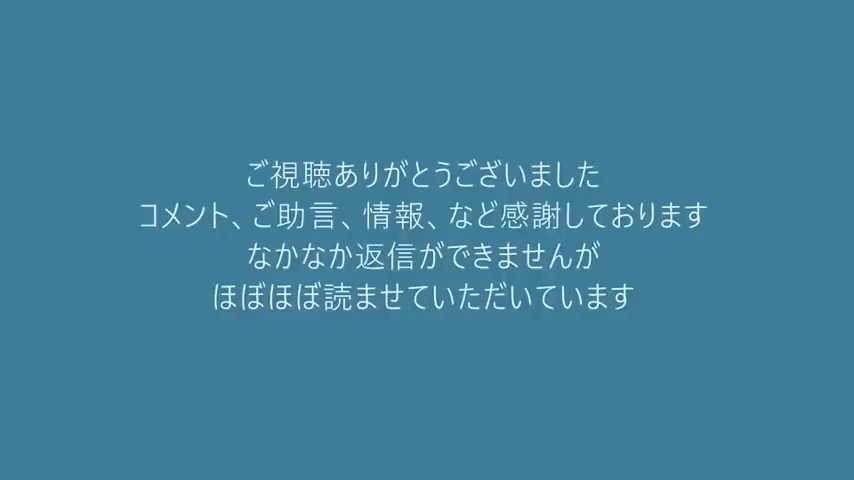 ご視聴ありがとうございました
コメント、ご助言、情報、など感謝しております
なかなか返信ができませんが
ほぼほぼ読ませていただいています